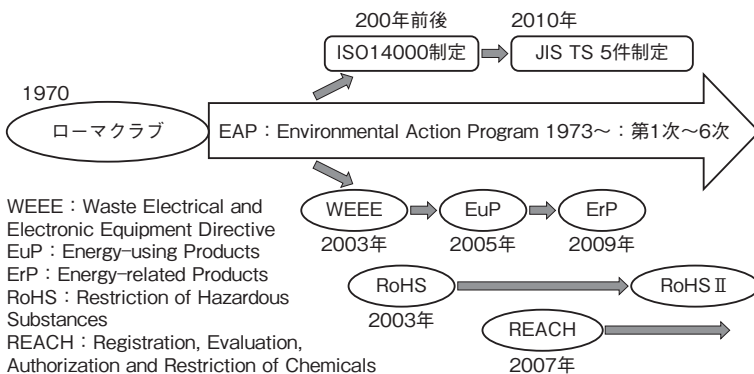 200年前後
2010年
ISO14000制定
JIS TS 5件制定
1970
ローマクラブ
EAP：Environmental Action Program 1973～：第1次～6次
WEEE
EuP
ErP
2003年
2005年
2009年
RoHS
RoHSⅡ
2003年
REACH
2007年
WEEE：Waste Electrical and
Electronic Equipment Directive
EuP：Energy-using Products
ErP：Energy-related Products
RoHS：Restriction of Hazardous
Substances
REACH：Registration, Evaluation,
Authorization and Restriction of Chemicals